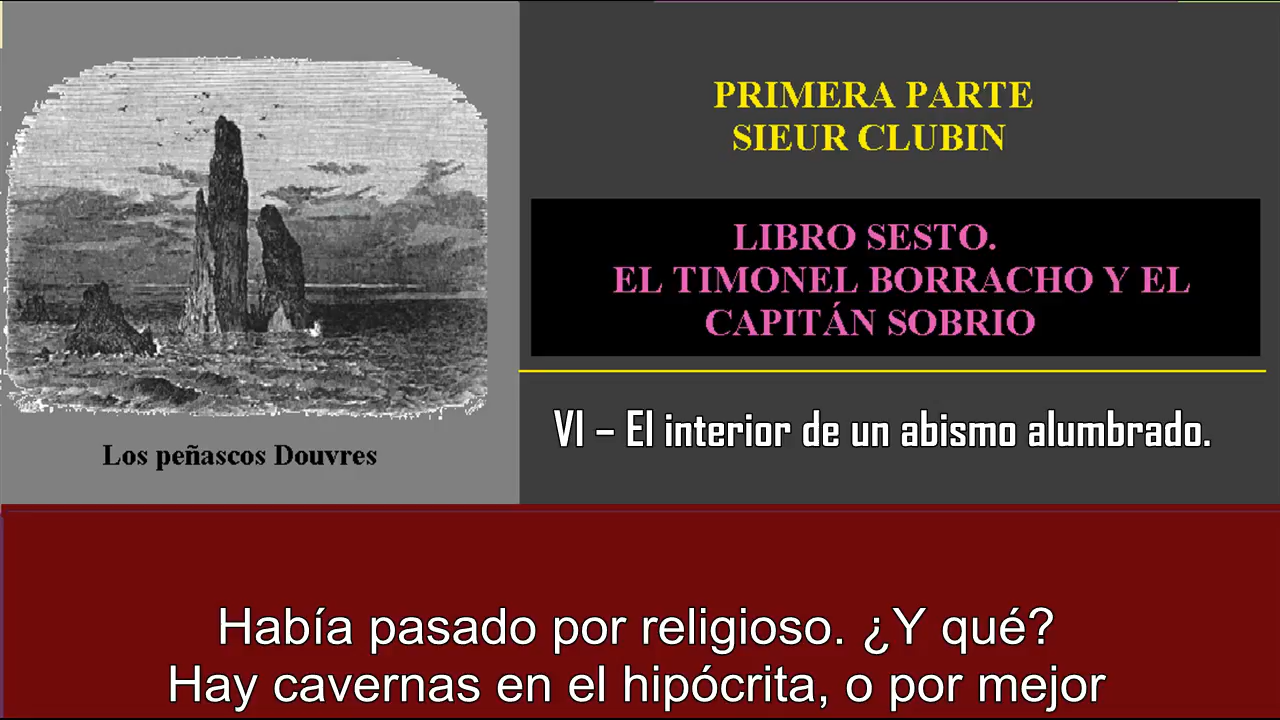 PRIMERA PARTE
SIEUR CLUBIN
LIBRO SESTO.
EL TIMONEL BORRACHO Y EL
CAPITÁN SOBRIO
VI – El interior de un abismo alumbrado.
Los peñascos Douvres
Había pasado por religioso. ¿Y qué?
Hay cavernas en el hipócrita, o por mejor